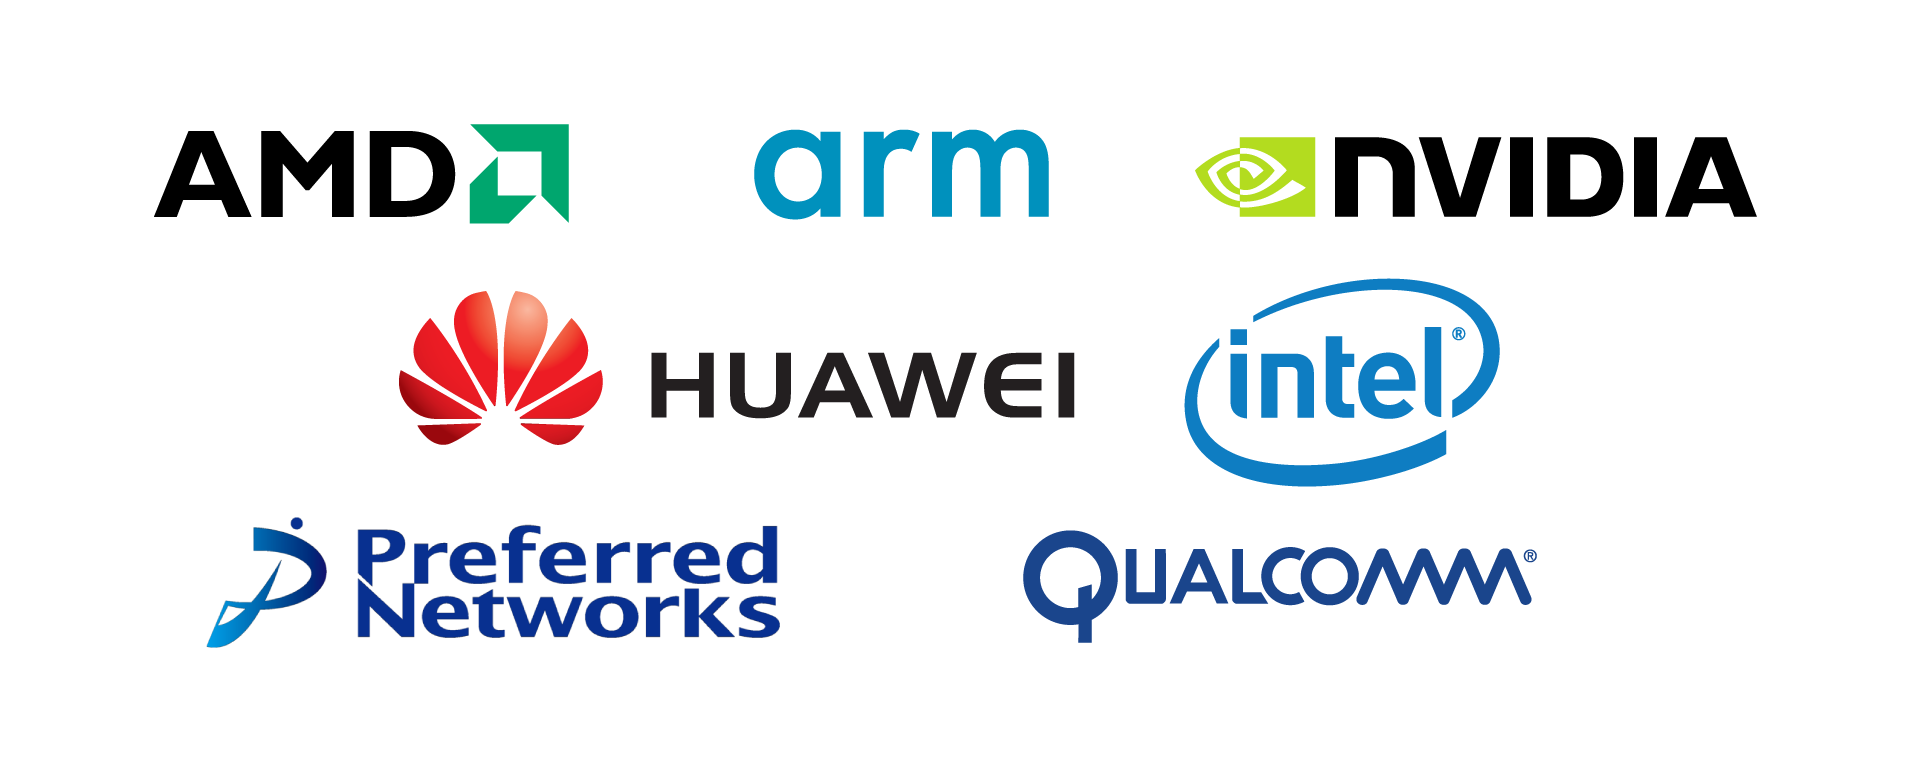 AMD
arm
NVIDIA
HUAWEI
intel®
Preferred
Networks
QUALCOMM®